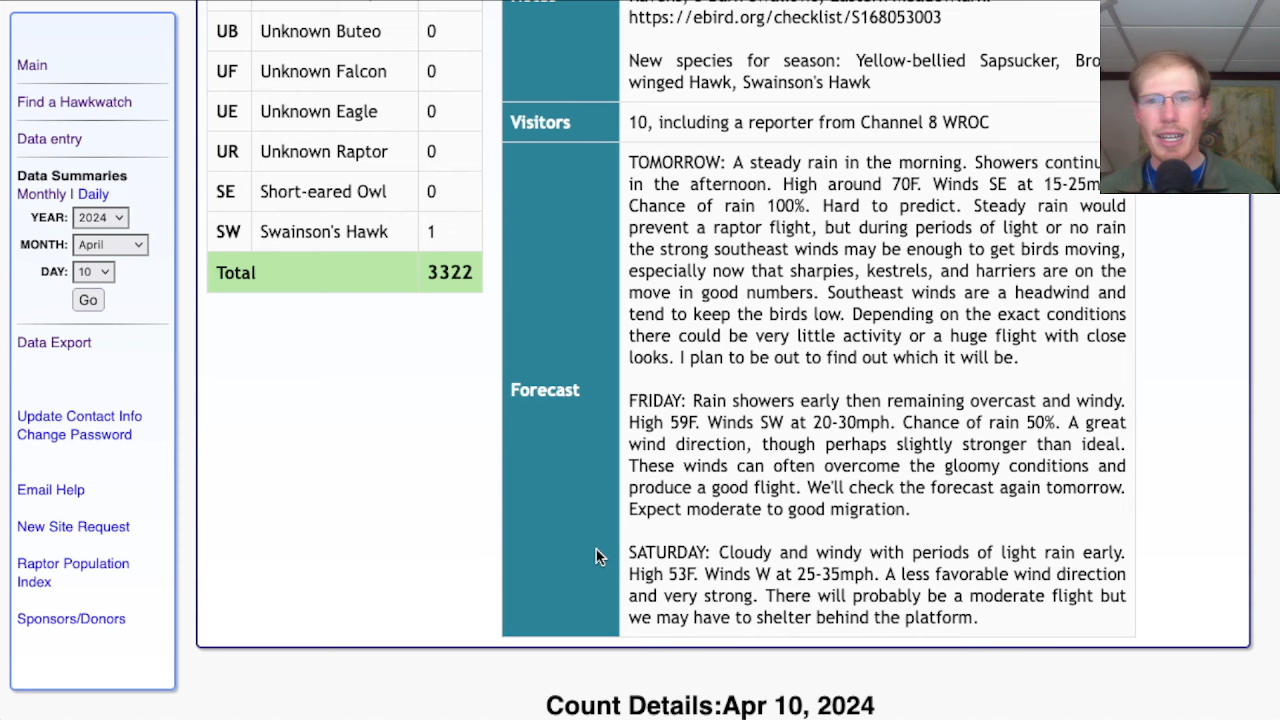 Main
Find a Hawkwatch
Data entry
Data Summaries
Monthly | Daily
YEAR: 2024
MONTH: April
DAY: 10
Go
Data Export
Update Contact Info
Change Password
Email Help
New Site Request
Raptor Population
Index
Sponsors/Donors
UB Unknown Buteo 0
UF Unknown Falcon 0
UE Unknown Eagle 0
UR Unknown Raptor 0
SE Short-eared Owl 0
SW Swainson's Hawk 1
Total 3322
https://ebird.org/checklist/S168053003
New species for season: Yellow-bellied Sapsucker, Bro
winged Hawk, Swainson's Hawk
Visitors
10, including a reporter from Channel 8 WROC
Forecast
TOMORROW: A steady rain in the morning. Showers continu
in the afternoon. High around 70F. Winds SE at 15-25m
Chance of rain 100%. Hard to predict. Steady rain would
prevent a raptor flight, but during periods of light or no rain
the strong southeast winds may be enough to get birds moving,
especially now that sharpies, kestrels, and harriers are on the
move in good numbers. Southeast winds are a headwind and
tend to keep the birds low. Depending on the exact conditions
there could be very little activity or a huge flight with close
looks. I plan to be out to find out which it will be.
FRIDAY: Rain showers early then remaining overcast and windy.
High 59F. Winds SW at 20-30mph. Chance of rain 50%. A great
wind direction, though perhaps slightly stronger than ideal.
These winds can often overcome the gloomy conditions and
produce a good flight. We'll check the forecast again tomorrow.
Expect moderate to good migration.
SATURDAY: Cloudy and windy with periods of light rain early.
High 53F. Winds W at 25-35mph. A less favorable wind direction
and very strong. There will probably be a moderate flight but
we may have to shelter behind the platform.
Count Details:Apr 10, 2024